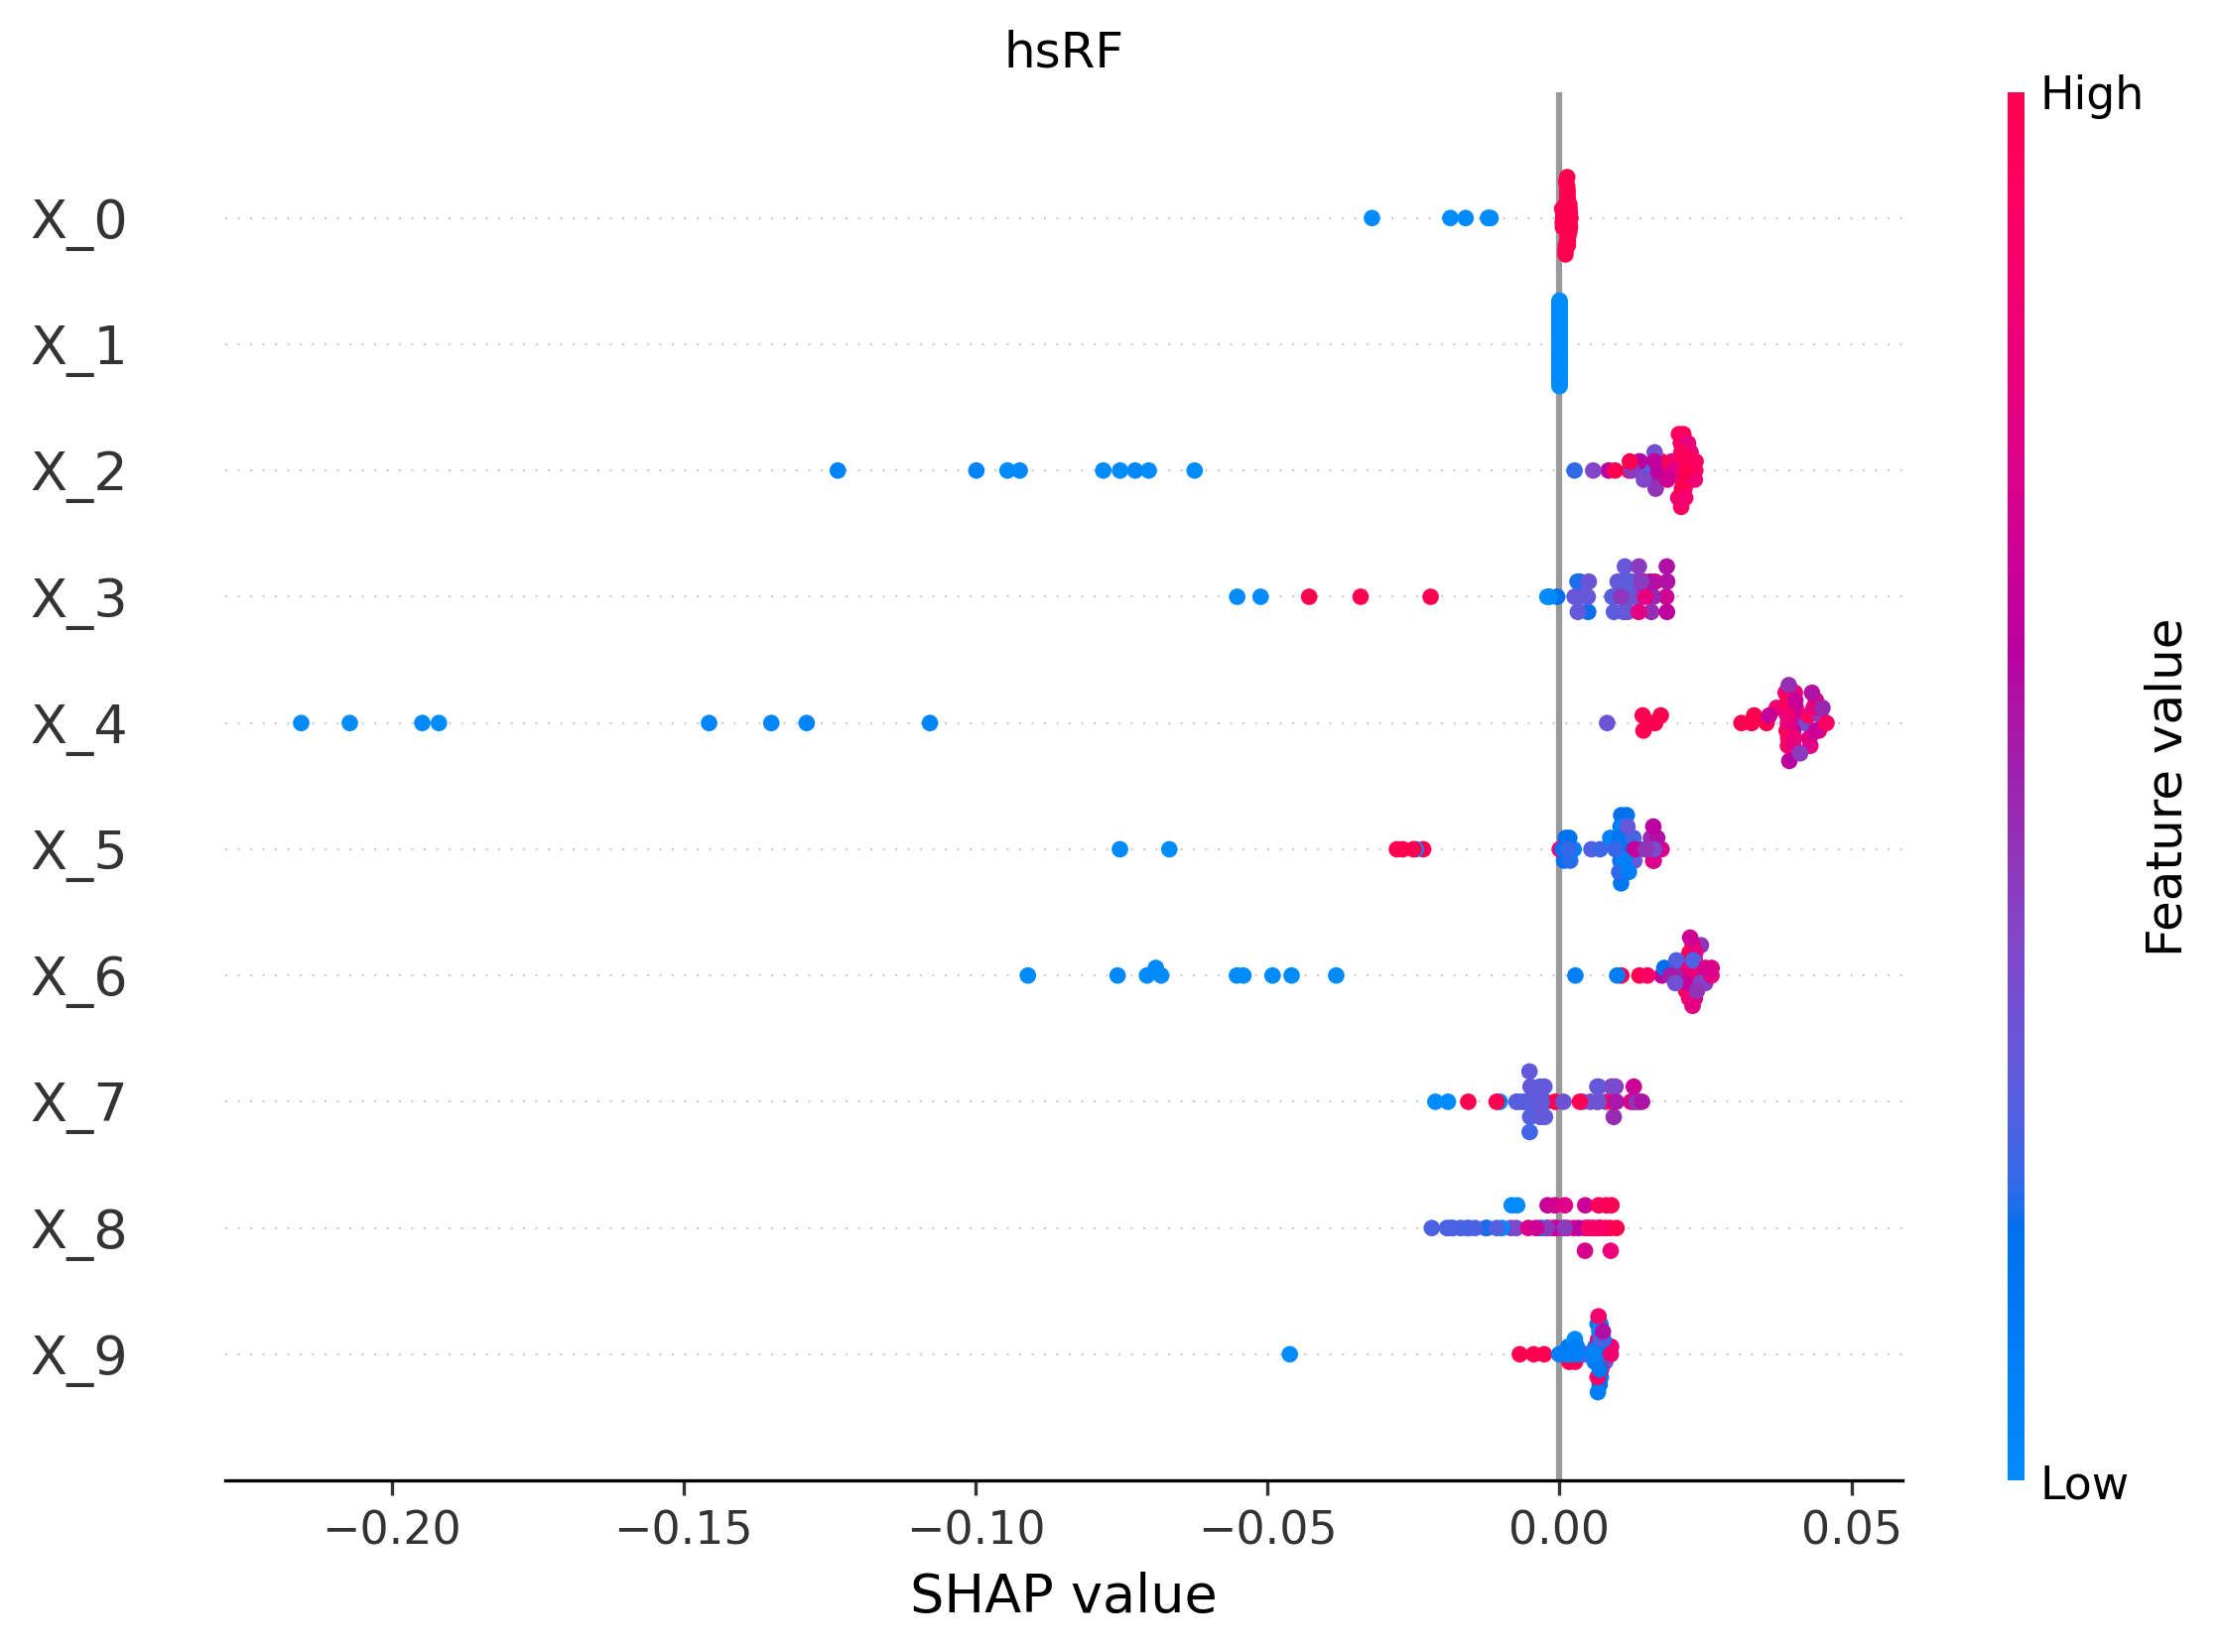 hsRF
High
X_0
X_1
X_2
X_3
X_4
X_5
X_6
X_7
X_8
X_9
Feature value
Low
−0.20 −0.15 −0.10 −0.05 0.00 0.05
SHAP value